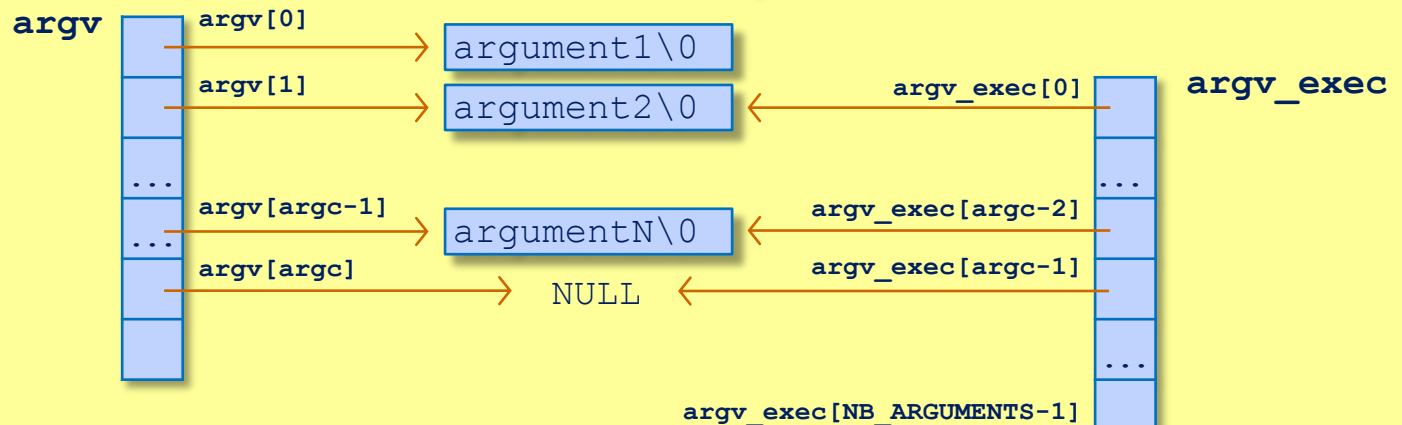 argv argv[0] argument1\0
argv[1] argument2\0 argv_exec[0] argv_exec
... ...
argv[argc-1] argumentN\0 argv_exec[argc-2]
...
argv[argc] NULL argv_exec[argc-1]
...
argv_exec[NB_ARGUMENTS-1]